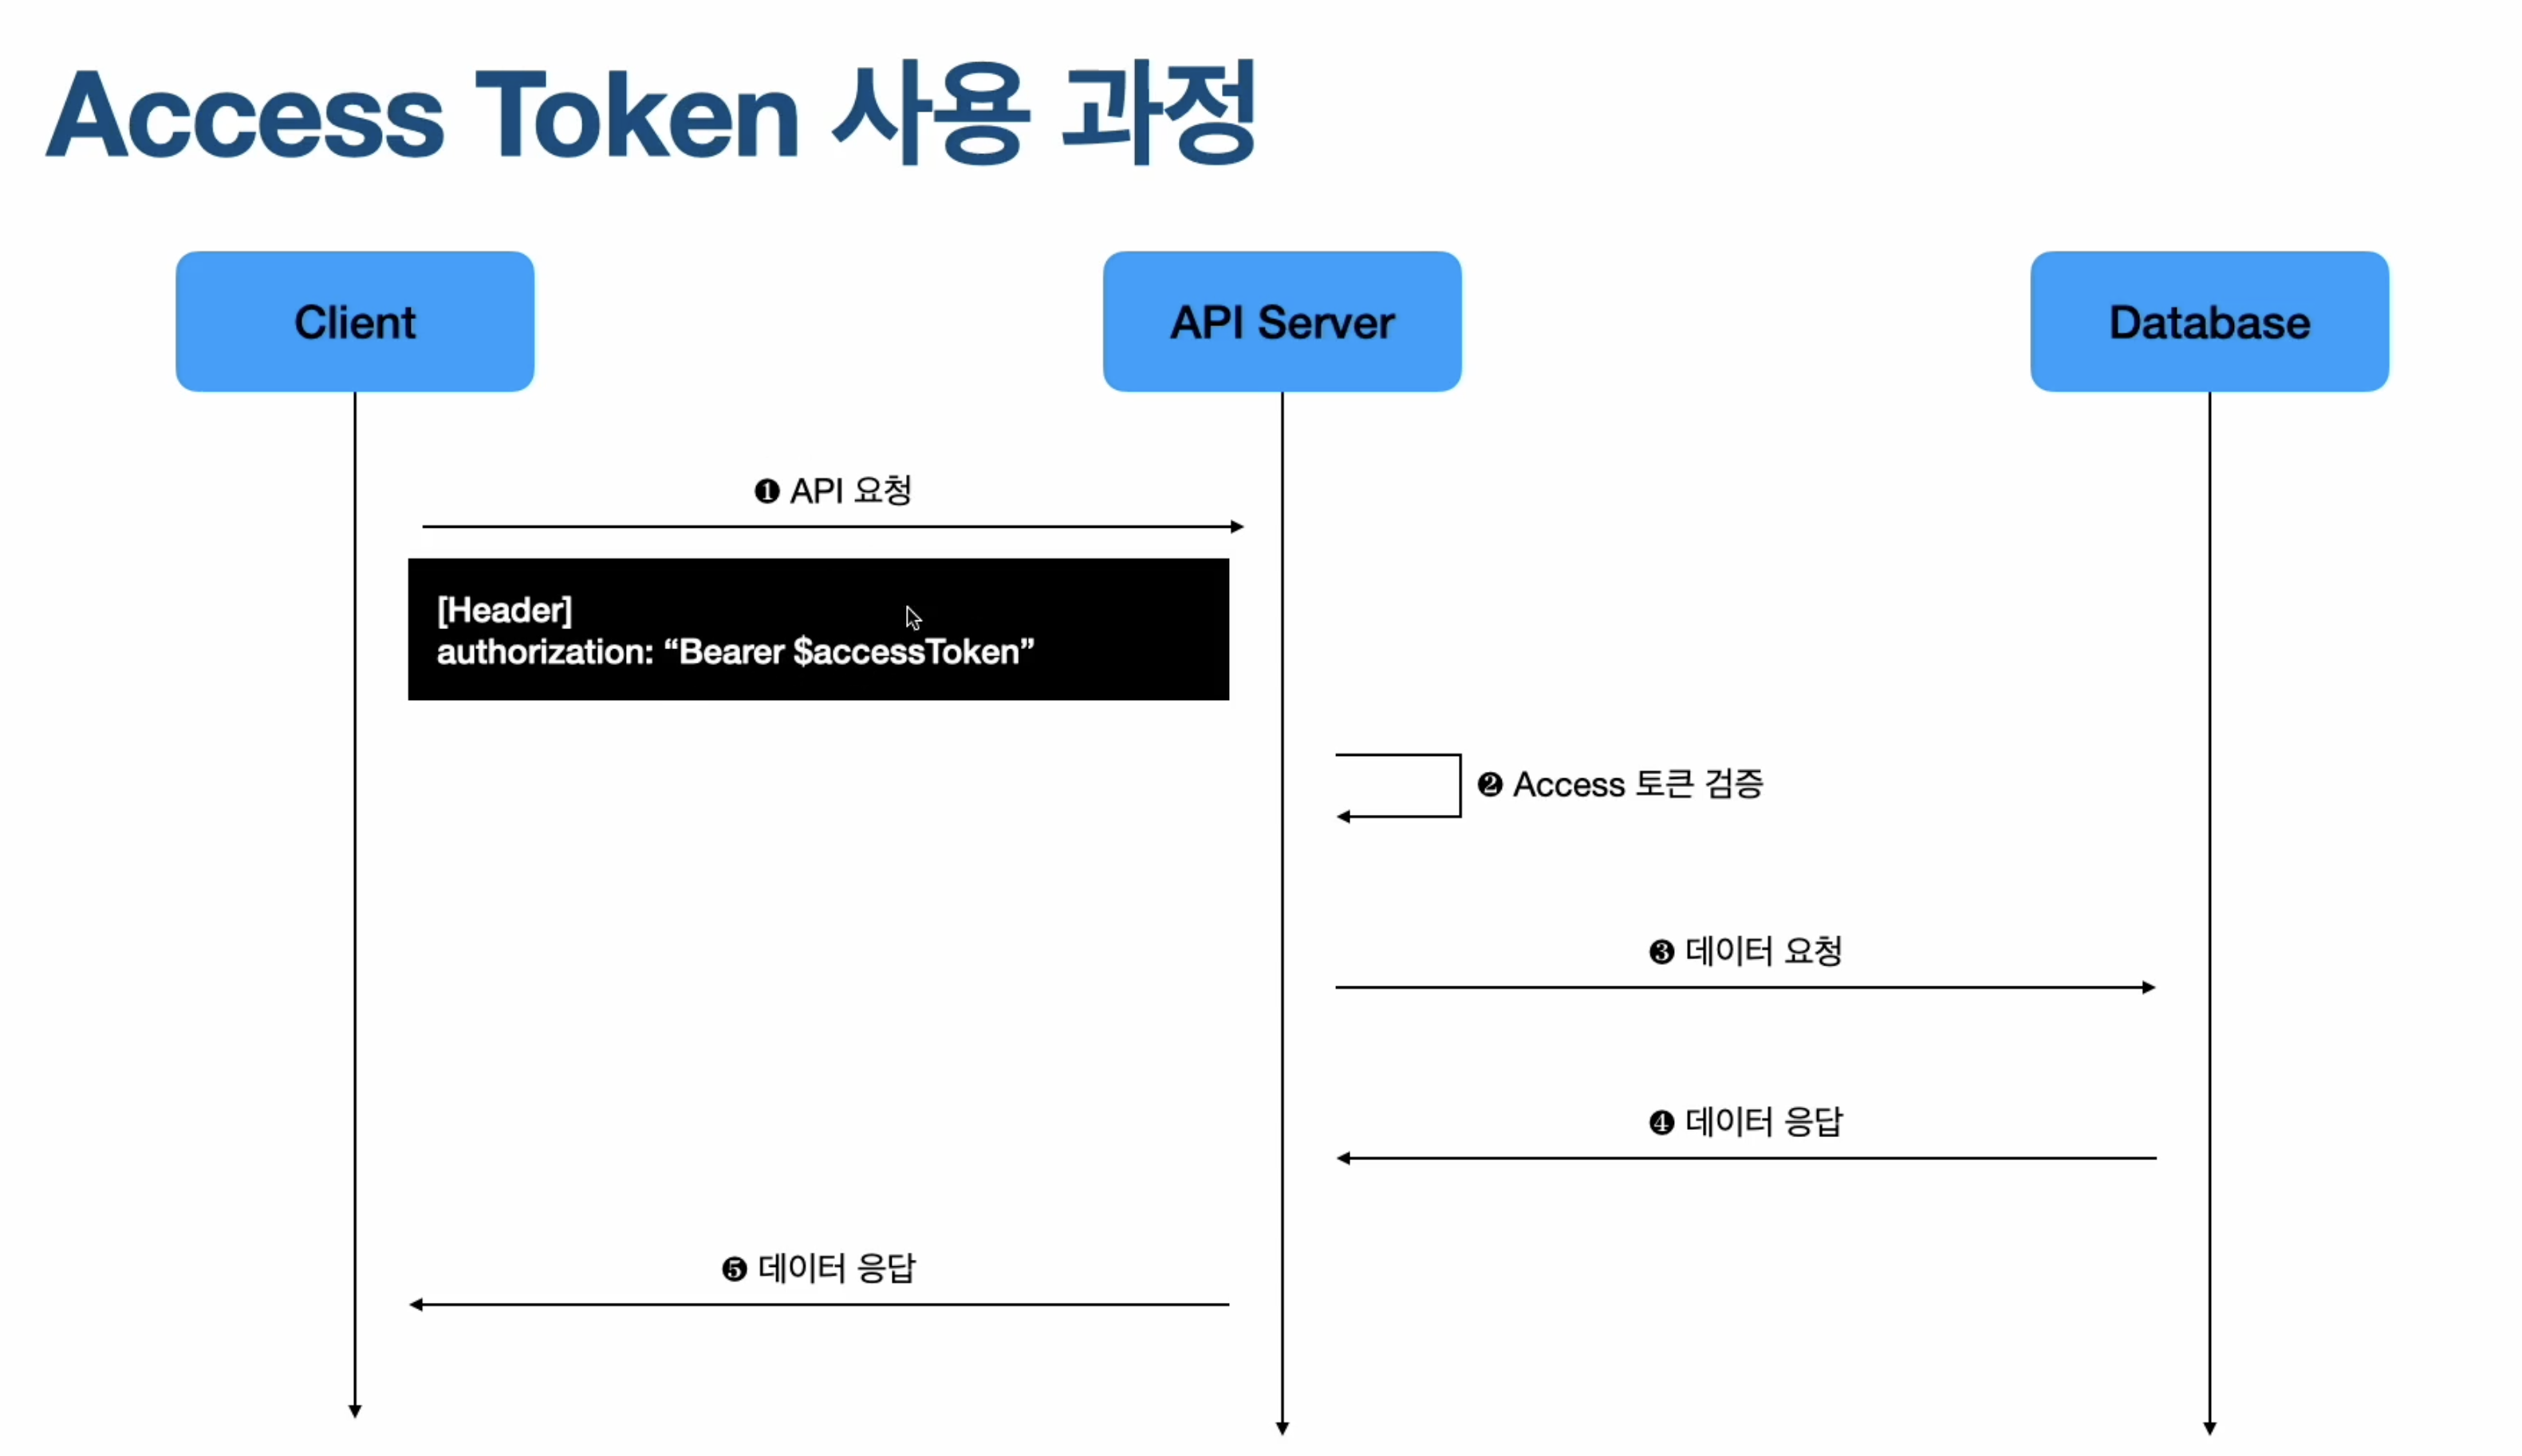 Access Token 사용 과정
Client
API Server
Database
❶ API 요청
[Header]
authorization: “Bearer $accessToken”
❷ Access 토큰 검증
❸ 데이터 요청
❹ 데이터 응답
❺ 데이터 응답